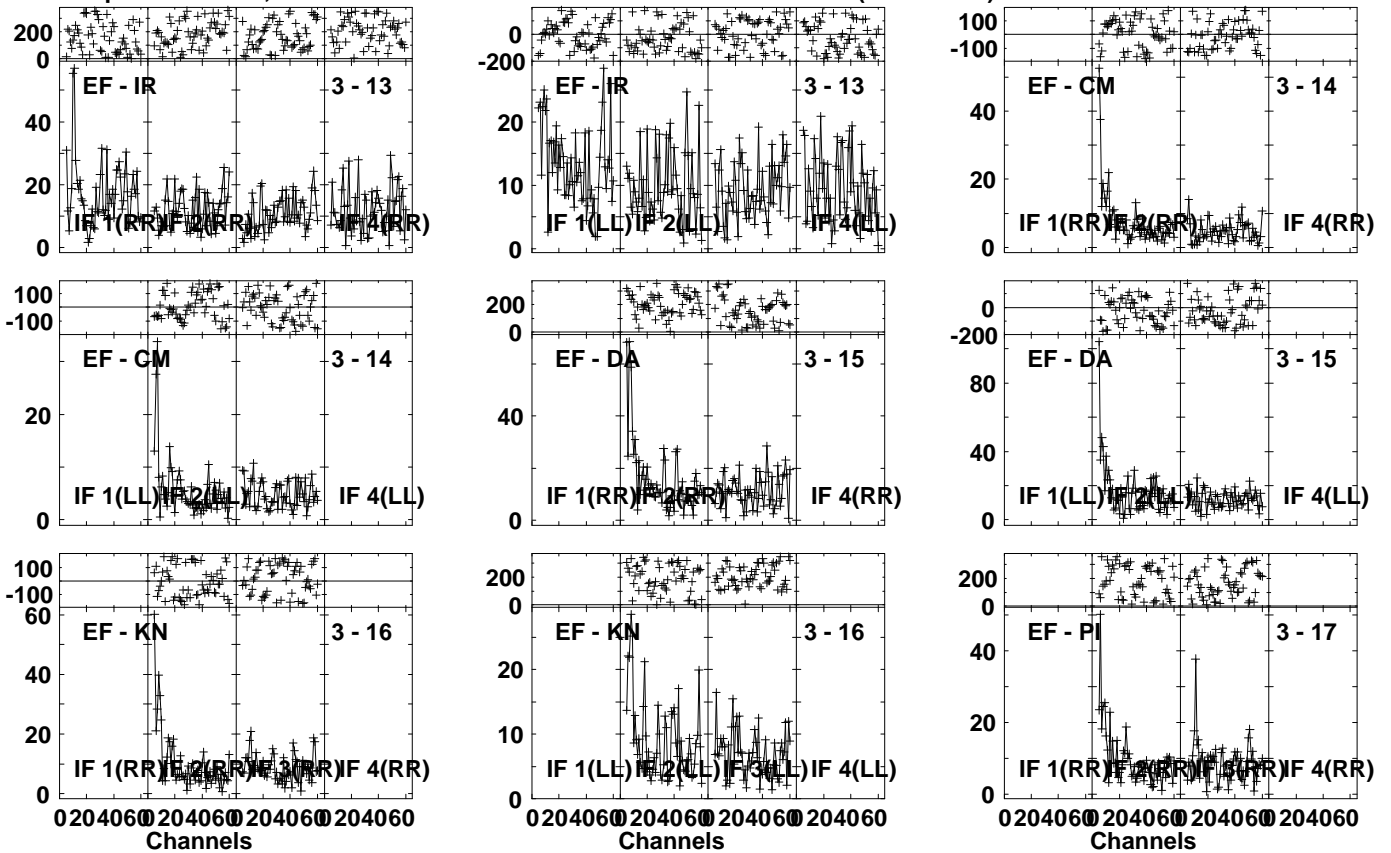 200
0
EF - IR 3 - 13
40
20
0
IF 1(RR) IF 2(RR) IF 4(RR)
0
-200
EF - IR 3 - 13
20
10
0
IF 1(LL) IF 2(LL) IF 4(LL)
100
-100
EF - CM 3 - 14
40
20
0
IF 1(RR) IF 2(RR) IF 4(RR)
100
-100
EF - CM 3 - 14
20
0
IF 1(LL) IF 2(LL) IF 4(LL)
200
0
EF - DA 3 - 15
40
0
IF 1(RR) IF 2(RR) IF 4(RR)
0
-200
EF - DA 3 - 15
80
40
0
IF 1(LL) IF 2(LL) IF 4(LL)
100
-100
60
EF - KN 3 - 16
40
20
0
IF 1(RR) IF 2(RR) IF 3(RR) IF 4(RR)
0 20 40 60 0 20 40 60 0 20 40 60 0 20 40 60
Channels
200
0
EF - KN 3 - 16
20
10
0
IF 1(LL) IF 2(LL) IF 3(LL) IF 4(LL)
0 20 40 60 0 20 40 60 0 20 40 60 0 20 40 60
Channels
200
0
EF - PI 3 - 17
40
20
0
IF 1(RR) IF 2(RR) IF 3(RR) IF 4(RR)
0 20 40 60 0 20 40 60 0 20 40 60 0 20 40 60
Channels